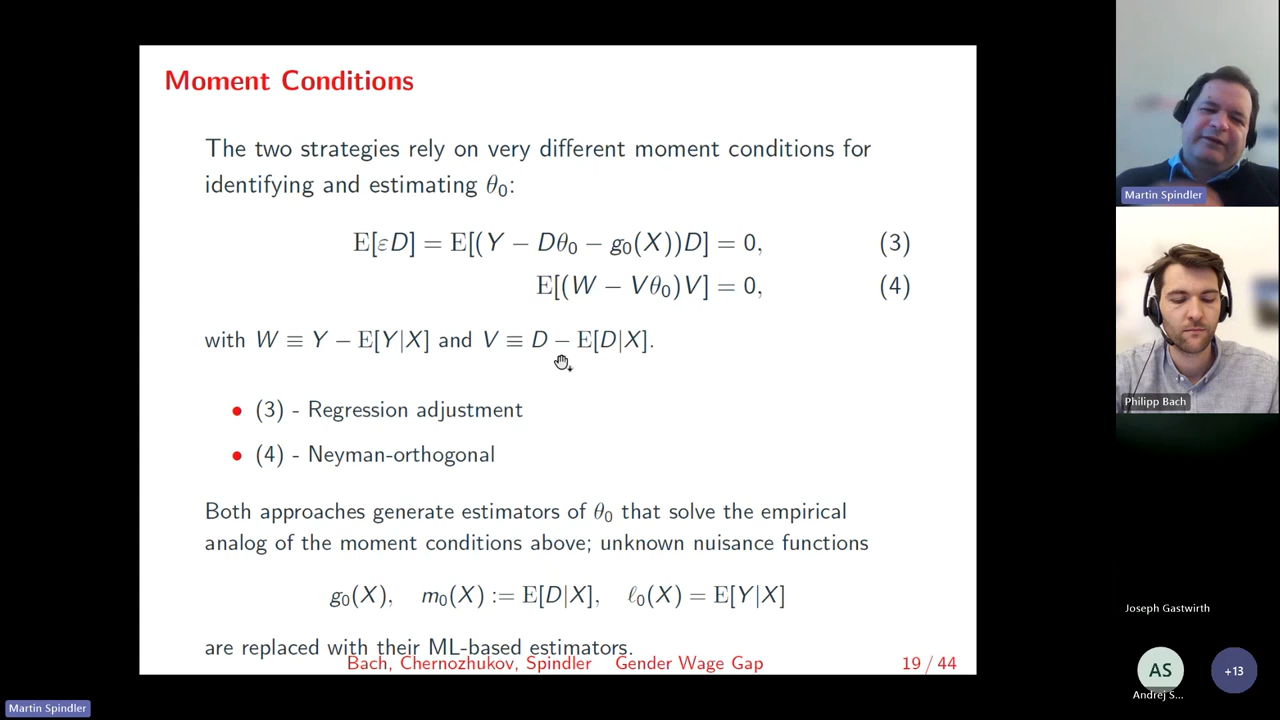 Moment Conditions
The two strategies rely on very different moment conditions for
identifying and estimating θ₀:
E[εD] = E[(Y − Dθ₀ − g₀(X))D] = 0, (3)
E[(W − Vθ₀)V] = 0, (4)
with W ≡ Y − E[Y|X] and V ≡ D − E[D|X].
• (3) - Regression adjustment
• (4) - Neyman-orthogonal
Both approaches generate estimators of θ₀ that solve the empirical
analog of the moment conditions above; unknown nuisance functions
g₀(X), m₀(X) := E[D|X], ℓ₀(X) = E[Y|X]
are replaced with their ML-based estimators.
Bach, Chernozhukov, Spindler Gender Wage Gap 19 / 44
Martin Spindler
Philipp Bach
Joseph Gastwirth
AS
Andrej S...
+13
Martin Spindler